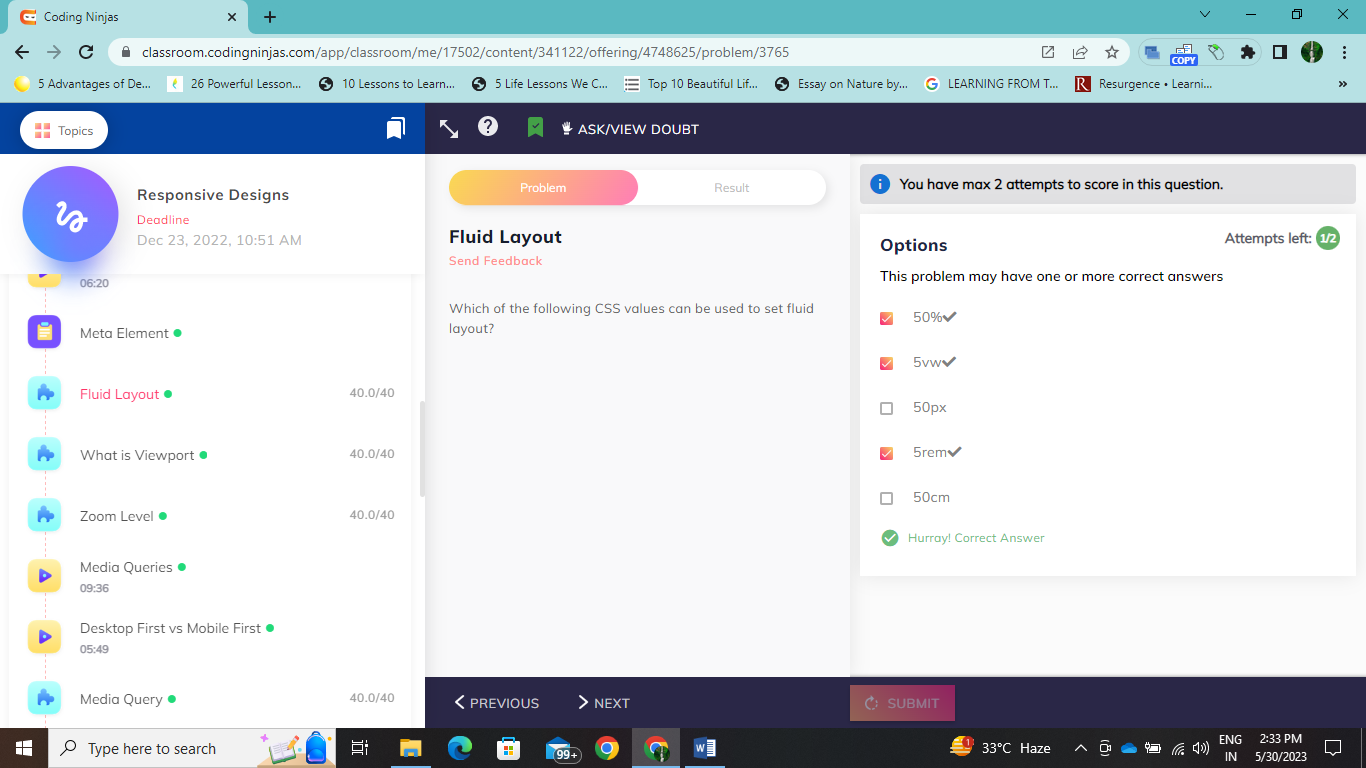 Coding Ninjas
classroom.codingninjas.com/app/classroom/me/17502/content/341122/offering/4748625/problem/3765
COPY
5 Advantages of De...
26 Powerful Lesson...
10 Lessons to Learn...
5 Life Lessons We C...
Top 10 Beautiful Lif...
Essay on Nature by...
LEARNING FROM T...
Resurgence • Learni...
»
Topics
ASK/VIEW DOUBT
Responsive Designs
Deadline
Dec 23, 2022, 10:51 AM
06:20
Meta Element
Fluid Layout
40.0/40
What is Viewport
40.0/40
Zoom Level
40.0/40
Media Queries
09:36
Desktop First vs Mobile First
05:49
Media Query
40.0/40
Problem
Result
Fluid Layout
Send Feedback
Which of the following CSS values can be used to set fluid
layout?
You have max 2 attempts to score in this question.
Options
Attempts left: 1/2
This problem may have one or more correct answers
50%
5vw
50px
5rem
50cm
Hurray! Correct Answer
PREVIOUS
NEXT
SUBMIT
Type here to search
99+
1
33°C Haze
ENG
IN
2:33 PM
5/30/2023